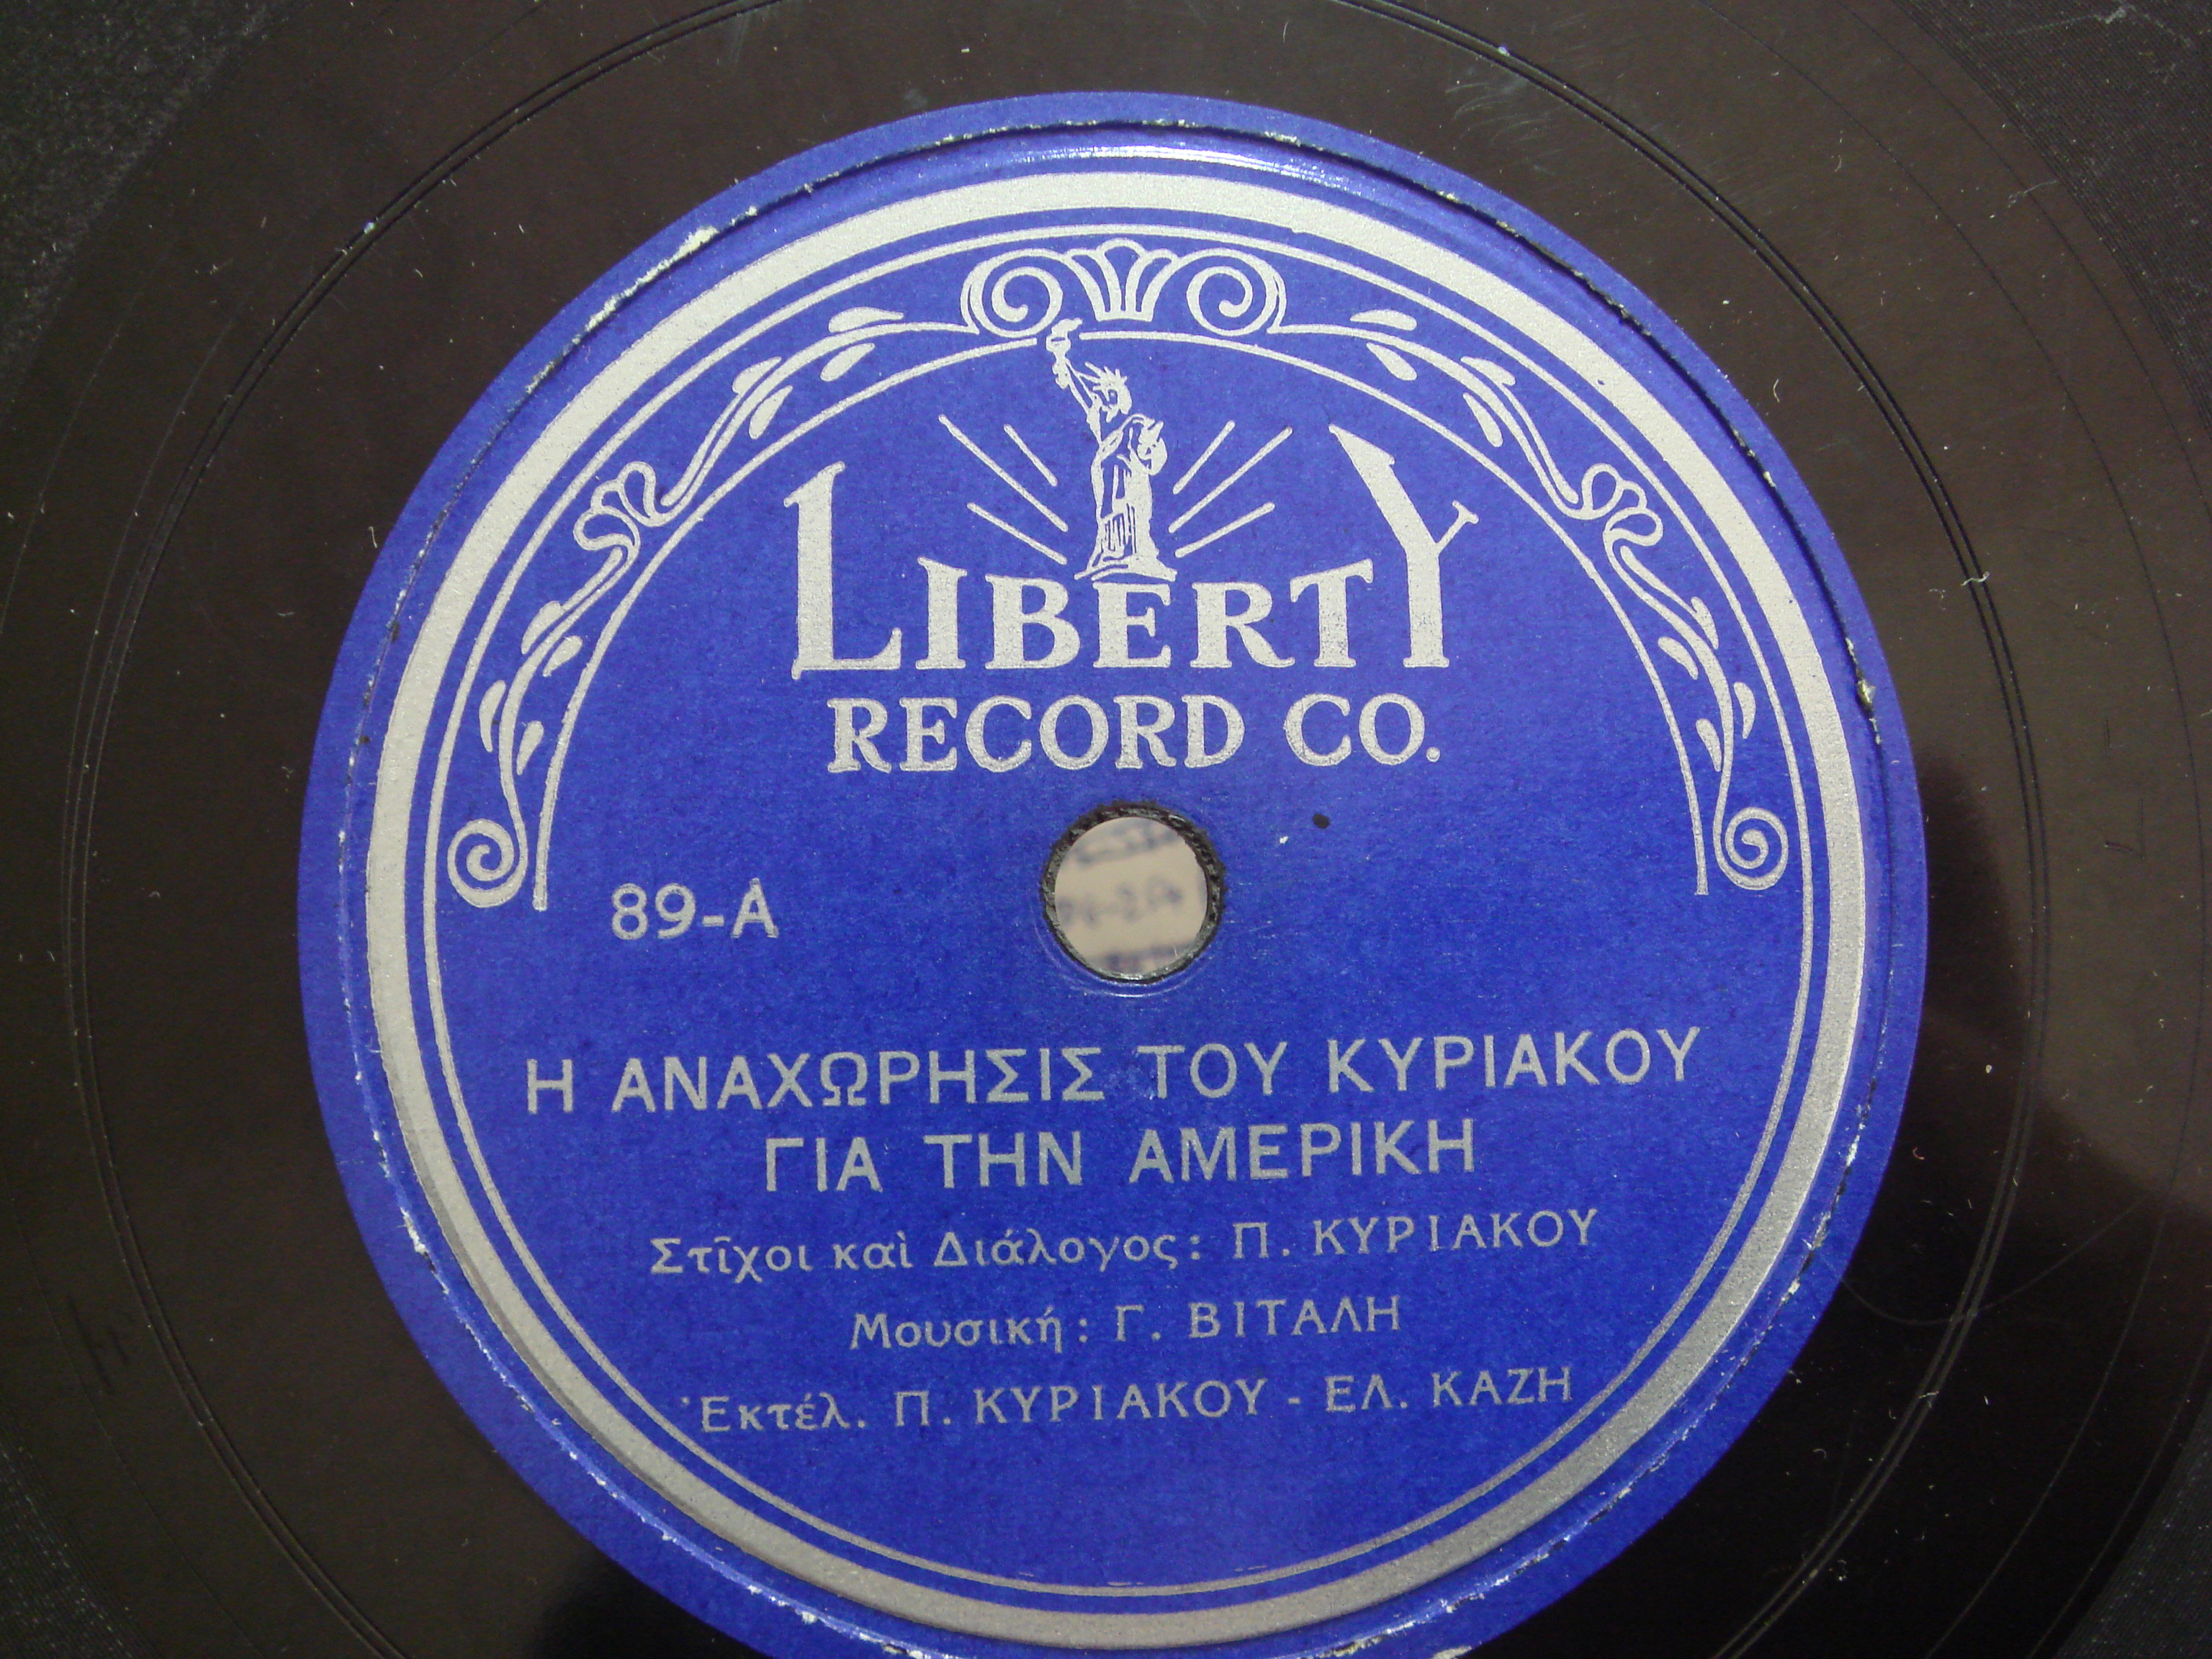 LIBERTY
RECORD CO.
89-A
Η ΑΝΑΧΩΡΗΣΙΣ ΤΟΥ ΚΥΡΙΑΚΟΥ
ΓΙΑ ΤΗΝ ΑΜΕΡΙΚΗ
Στῖχοι καὶ Διάλογος: Π. ΚΥΡΙΑΚΟΥ
Μουσική: Γ. ΒΙΤΑΛΗ
Ἐκτέλ. Π. ΚΥΡΙΑΚΟΥ - ΕΛ. ΚΑΖΗ